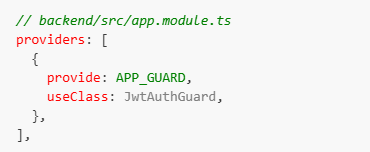 // backend/src/app.module.ts
providers: [
  {
    provide: APP_GUARD,
    useClass: JwtAuthGuard,
  },
],